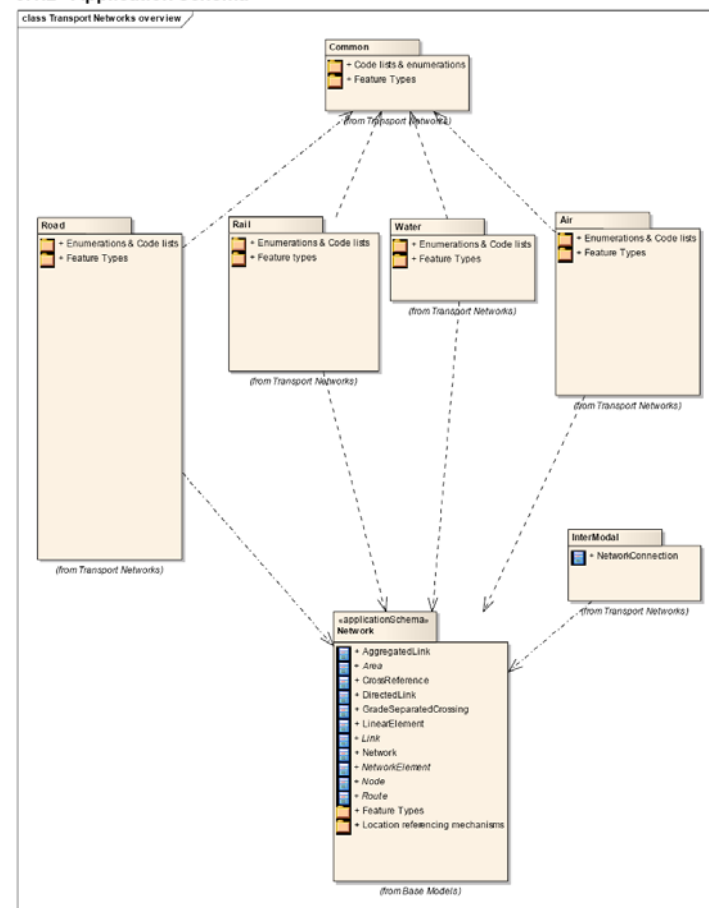 class Transport Networks overview
Common
+ Code lists & enumerations
+ Feature Types
(from Transport Networks)
Road
+ Enumerations & Code lists
+ Feature Types
(from Transport Networks)
Rail
+ Enumerations & Code lists
+ Feature types
(from Transport Networks)
Water
+ Enumerations & Code lists
+ Feature Types
(from Transport Networks)
Air
+ Enumerations & Code lists
+ Feature Types
(from Transport Networks)
InterModal
+ NetworkConnection
(from Transport Networks)
«applicationSchema»
Network
+ AggregatedLink
+ Area
+ CrossReference
+ DirectedLink
+ GradeSeparatedCrossing
+ LinearElement
+ Link
+ Network
+ NetworkElement
+ Node
+ Route
+ Feature Types
+ Location referencing mechanisms
(from Base Models)